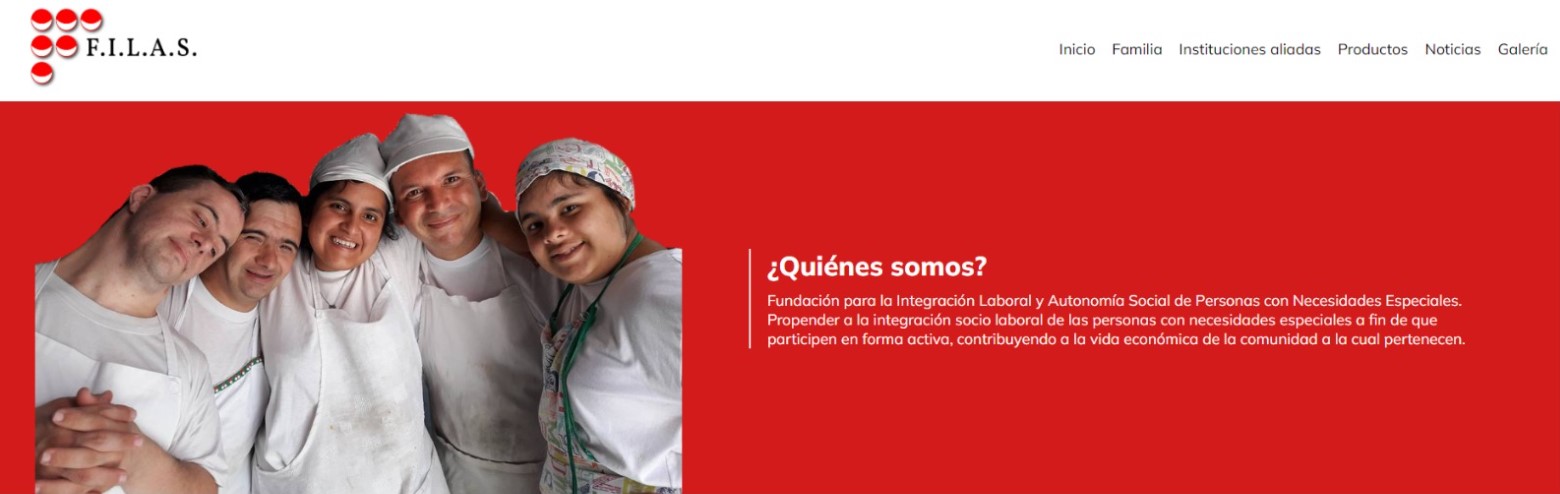 F.I.L.A.S.
Inicio Familia Instituciones aliadas Productos Noticias Galería
¿Quiénes somos?
Fundación para la Integración Laboral y Autonomía Social de Personas con Necesidades Especiales.
Propender a la integración socio laboral de las personas con necesidades especiales a fin de que
participen en forma activa, contribuyendo a la vida económica de la comunidad a la cual pertenecen.